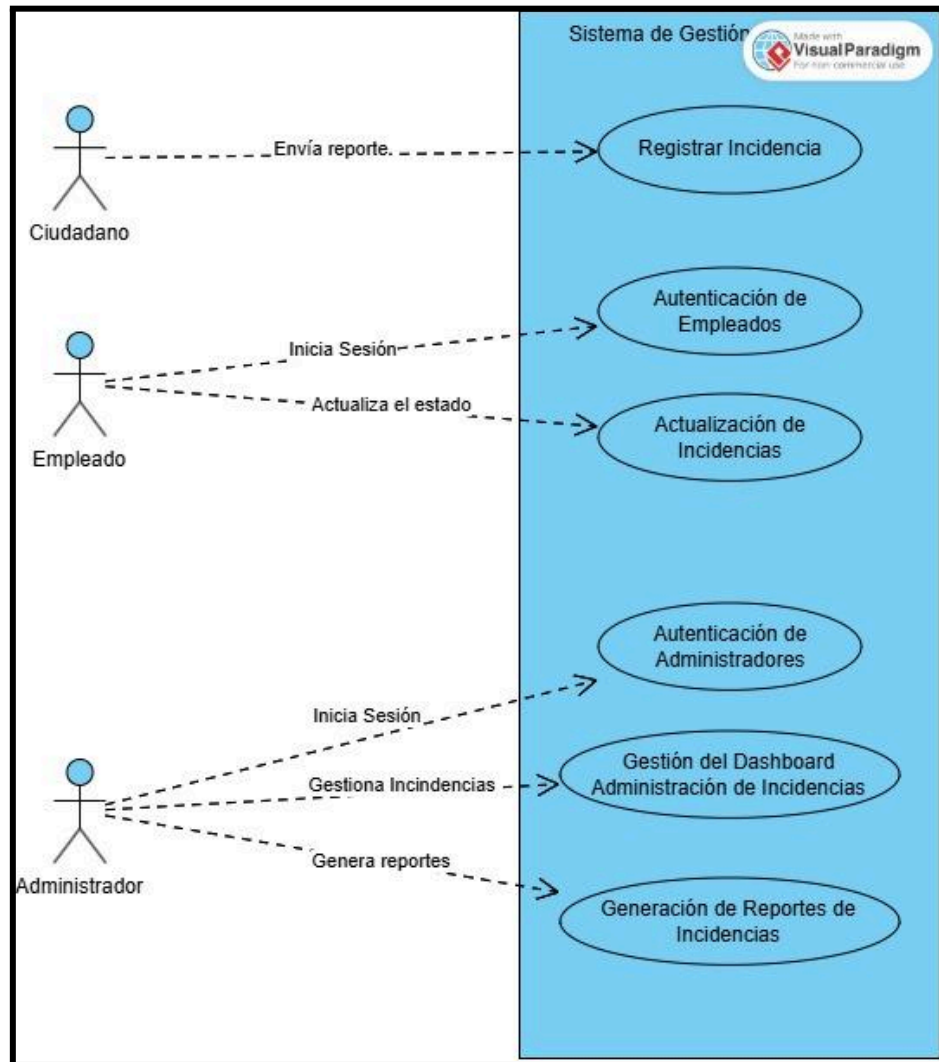 Sistema de Gestión
Made with
VisualParadigm
For non-commercial use
Envía reporte
Registrar Incidencia
Ciudadano
Autenticación de
Empleados
Inicia Sesión
Actualiza el estado
Actualización de
Incidencias
Empleado
Autenticación de
Administradores
Inicia Sesión
Gestión del Dashboard
Administración de Incidencias
Gestiona Incindencias
Genera reportes
Administrador
Generación de Reportes de
Incidencias